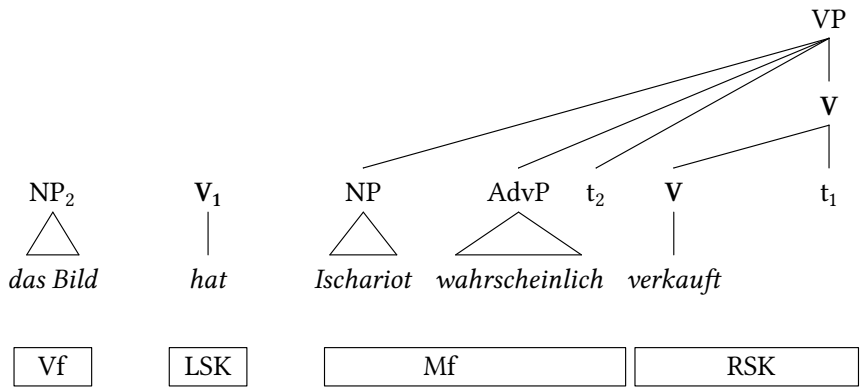 VP
V
NP₂ V₁ NP AdvP t₂ V t₁
das Bild hat Ischariot wahrscheinlich verkauft
Vf LSK Mf RSK